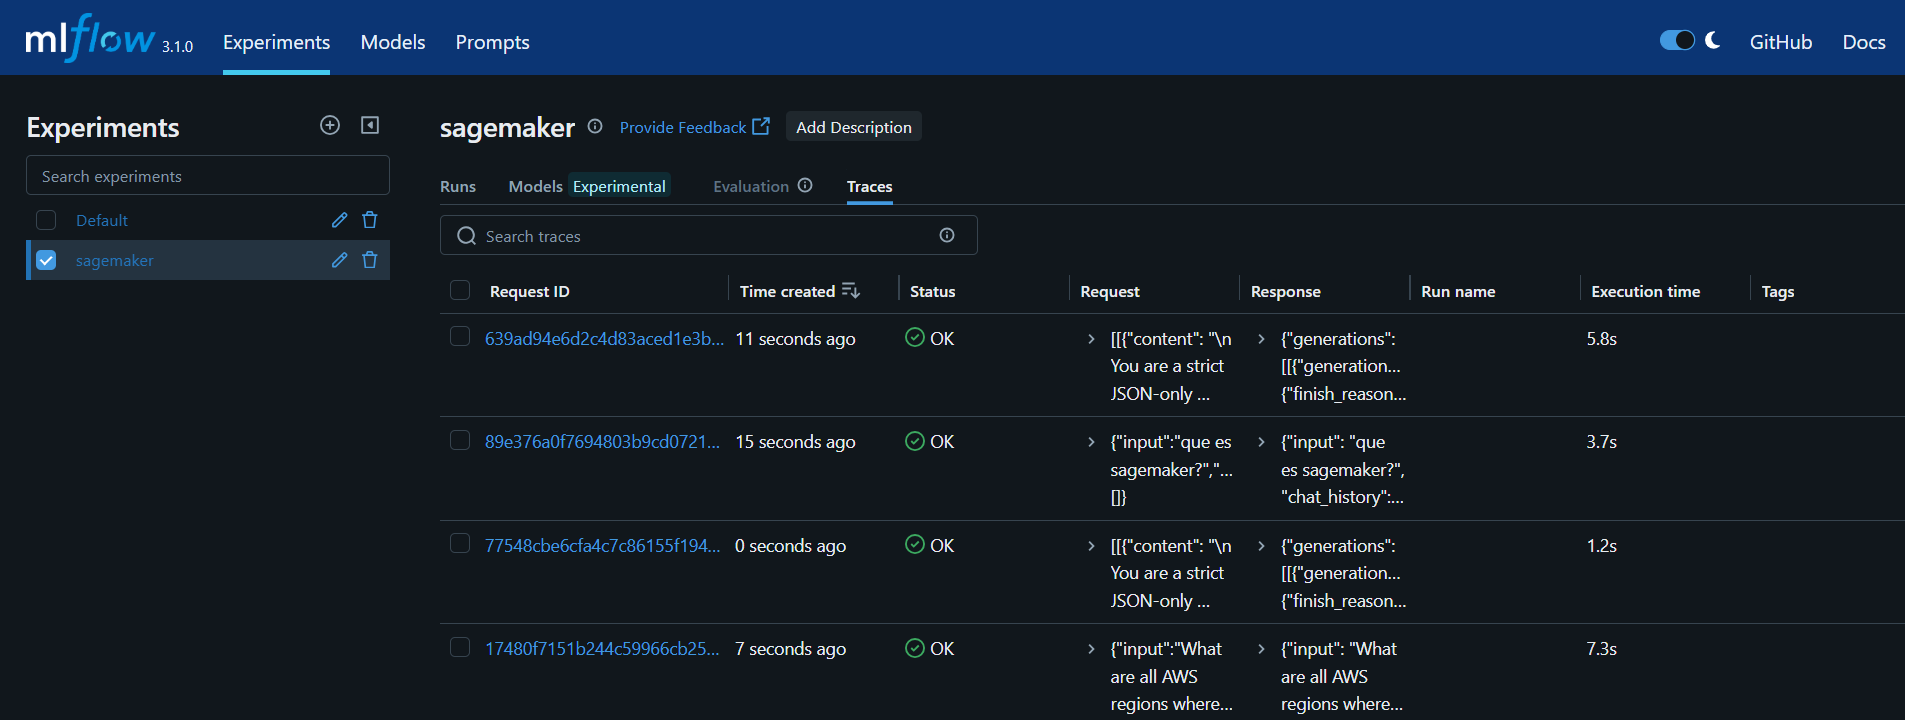 mlflow 3.1.0 Experiments Models Prompts GitHub Docs
Experiments
Search experiments
Default
sagemaker
sagemaker Provide Feedback Add Description
Runs Models Experimental Evaluation Traces
Search traces
Request ID Time created Status Request Response Run name Execution time Tags
639ad94e6d2c4d83aced1e3b... 11 seconds ago OK [[{"content": "\n {"generations": 5.8s
You are a strict [[{"generation...
JSON-only ... {"finish_reason...
89e376a0f7694803b9cd0721... 15 seconds ago OK {"input":"que es {"input": "que 3.7s
sagemaker?","... es sagemaker?",
[]} "chat_history":...
77548cbe6cfa4c7c86155f194... 0 seconds ago OK [[{"content": "\n {"generations": 1.2s
You are a strict [[{"generation...
JSON-only ... {"finish_reason...
17480f7151b244c59966cb25... 7 seconds ago OK {"input":"What {"input": "What 7.3s
are all AWS are all AWS
regions where... regions where...